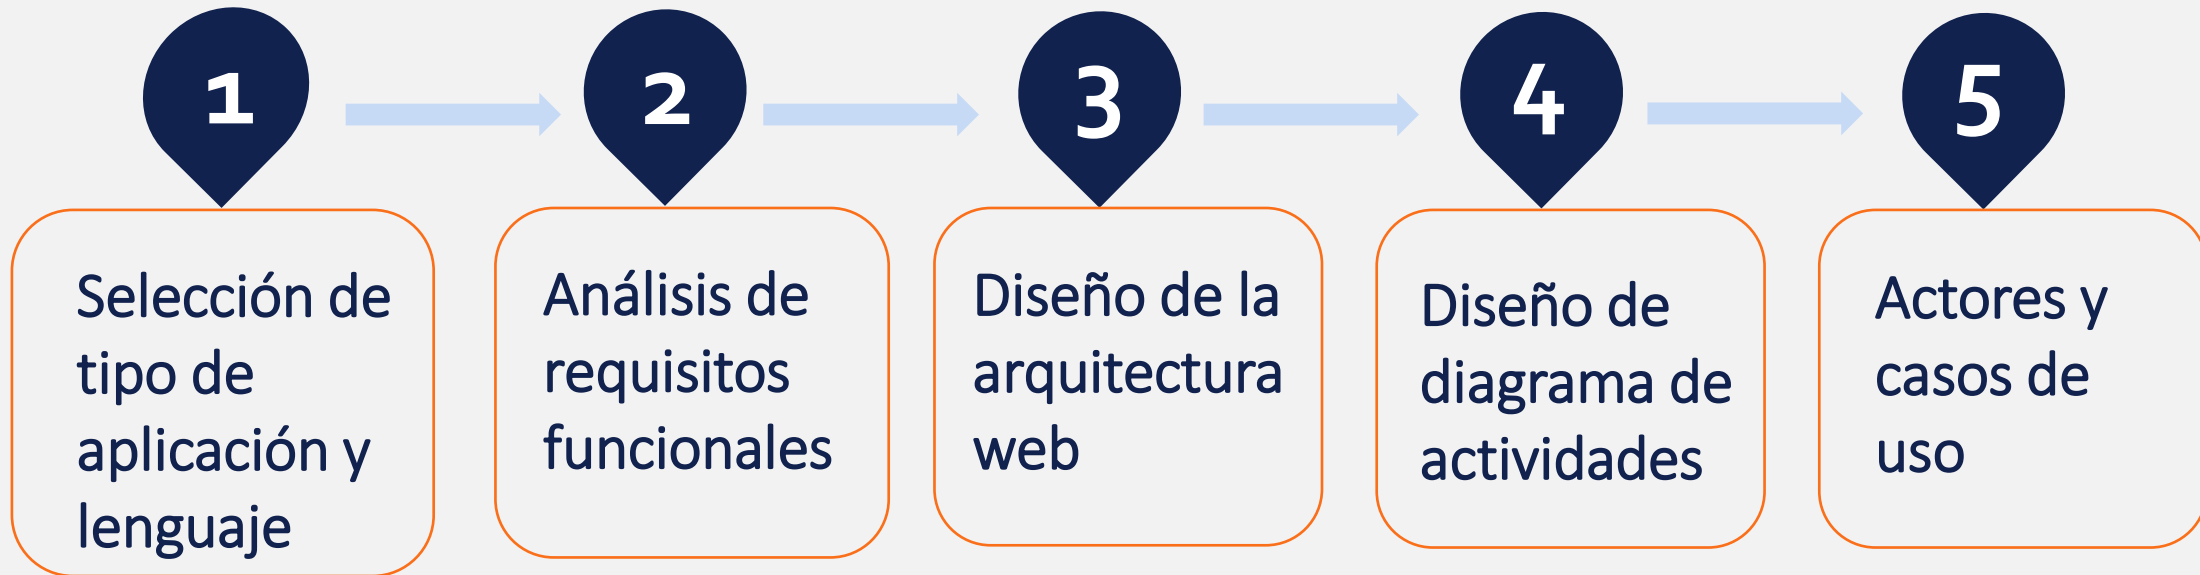 1
2
3
4
5
Selección de
tipo de
aplicación y
lenguaje
Análisis de
requisitos
funcionales
Diseño de la
arquitectura
web
Diseño de
diagrama de
actividades
Actores y
casos de
uso